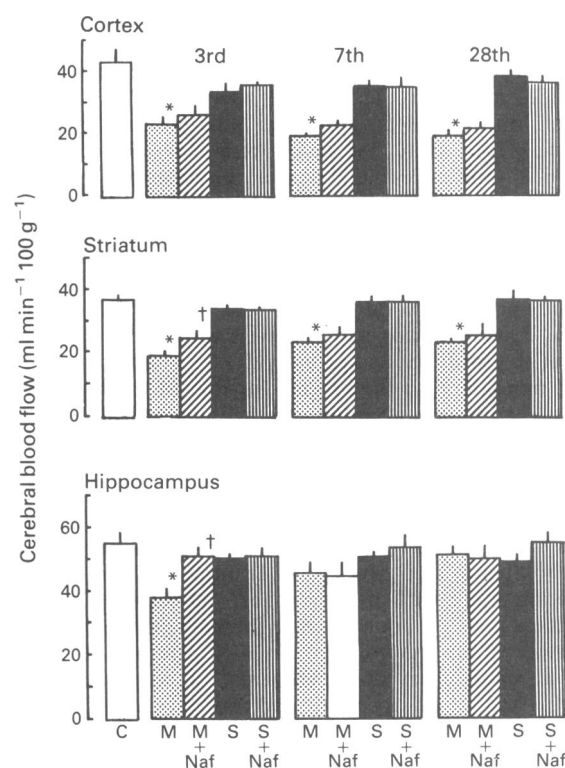 Cortex
3rd 7th 28th
40
20
0
* * *
Striatum
40
20
0
* † * *
Hippocampus
60
40
20
0
* †
C M M + Naf S S + Naf M M + Naf S S + Naf M M + Naf S S + Naf
Cerebral blood flow (ml min⁻¹ 100 g⁻¹)